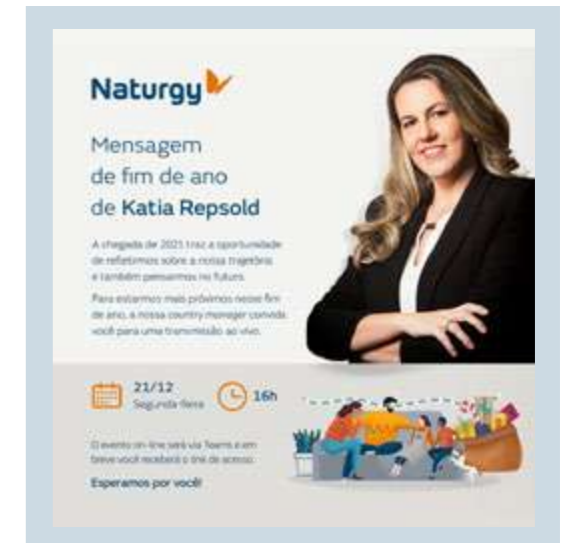 Naturgy
Mensagem
de fim de ano
de Katia Repsold
A chegada de 2021 traz a oportunidade
de refletirmos sobre a nossa trajetória
e também pensarmos no futuro.
Para estarmos mais próximos nesse fim
de ano, a nossa country manager convida
você para uma transmissão ao vivo.
21/12
Segunda-feira
16h
O evento on-line será via Teams e em
breve você receberá o link de acesso.
Esperamos por você!